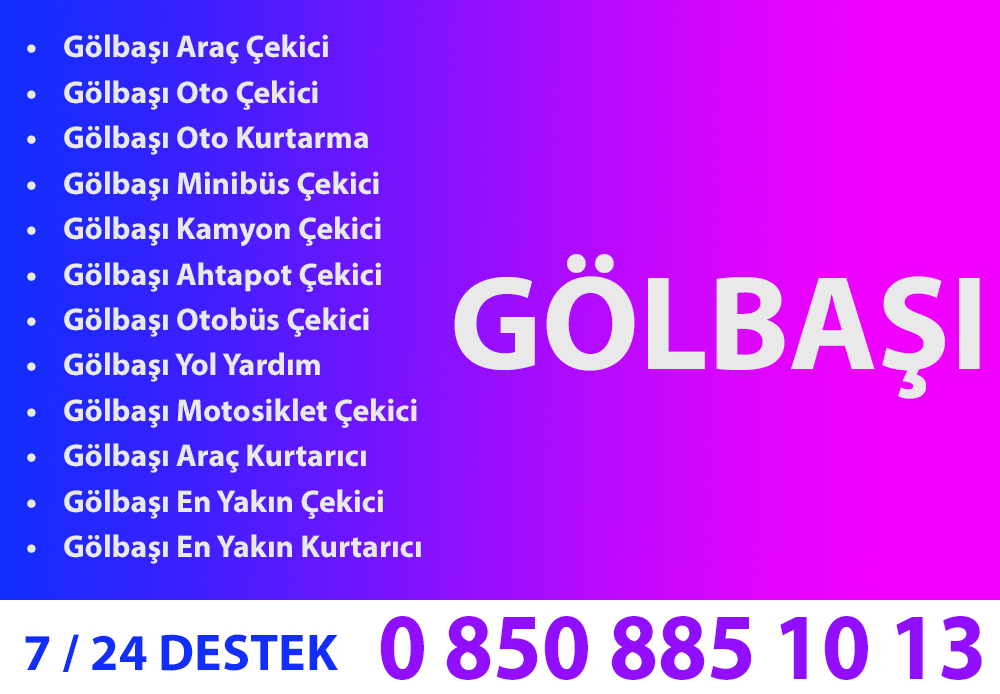 • Gölbaşı Araç Çekici
• Gölbaşı Oto Çekici
• Gölbaşı Oto Kurtarma
• Gölbaşı Minibüs Çekici
• Gölbaşı Kamyon Çekici
• Gölbaşı Ahtapot Çekici
• Gölbaşı Otobüs Çekici
• Gölbaşı Yol Yardım
• Gölbaşı Motosiklet Çekici
• Gölbaşı Araç Kurtarıcı
• Gölbaşı En Yakın Çekici
• Gölbaşı En Yakın Kurtarıcı
GÖLBAŞI
7 / 24 DESTEK 0 850 885 10 13